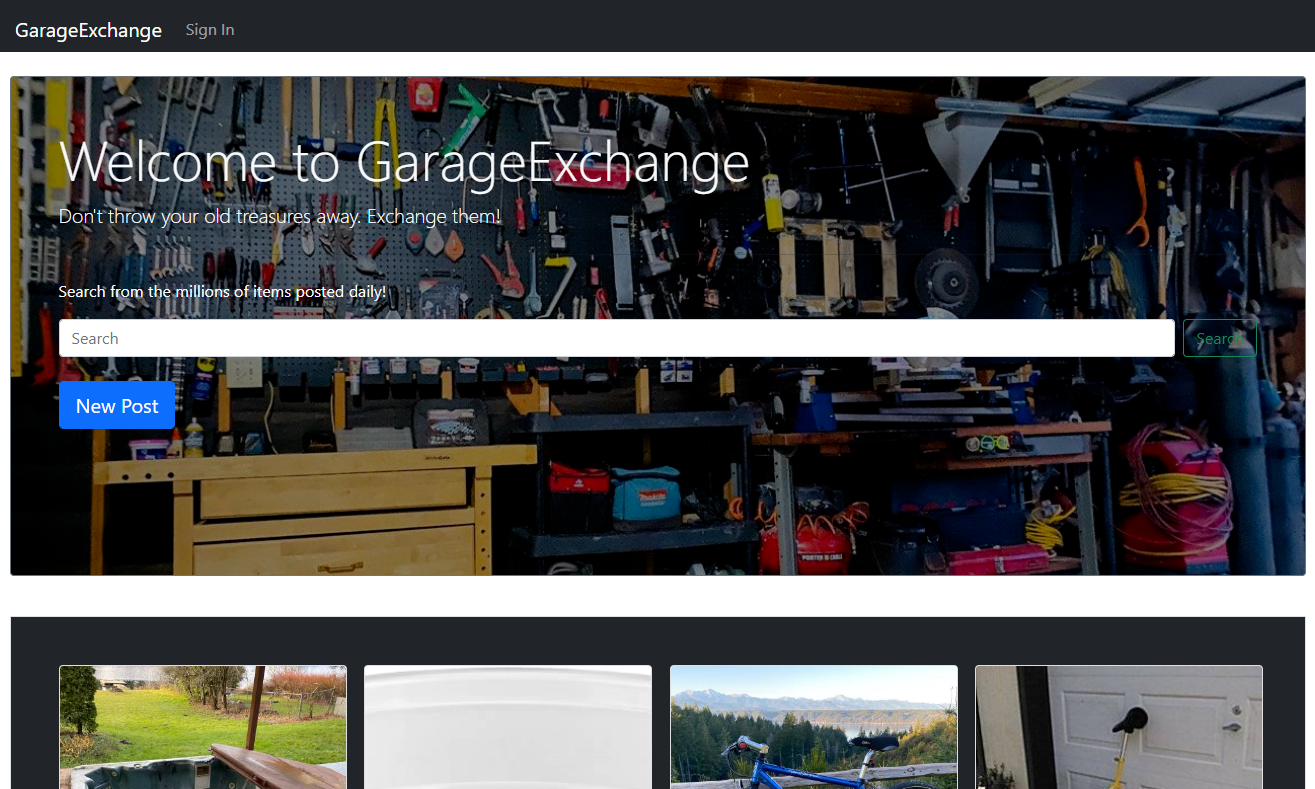 GarageExchange Sign In
Welcome to GarageExchange
Don't throw your old treasures away. Exchange them!
Search from the millions of items posted daily!
Search Search
New Post